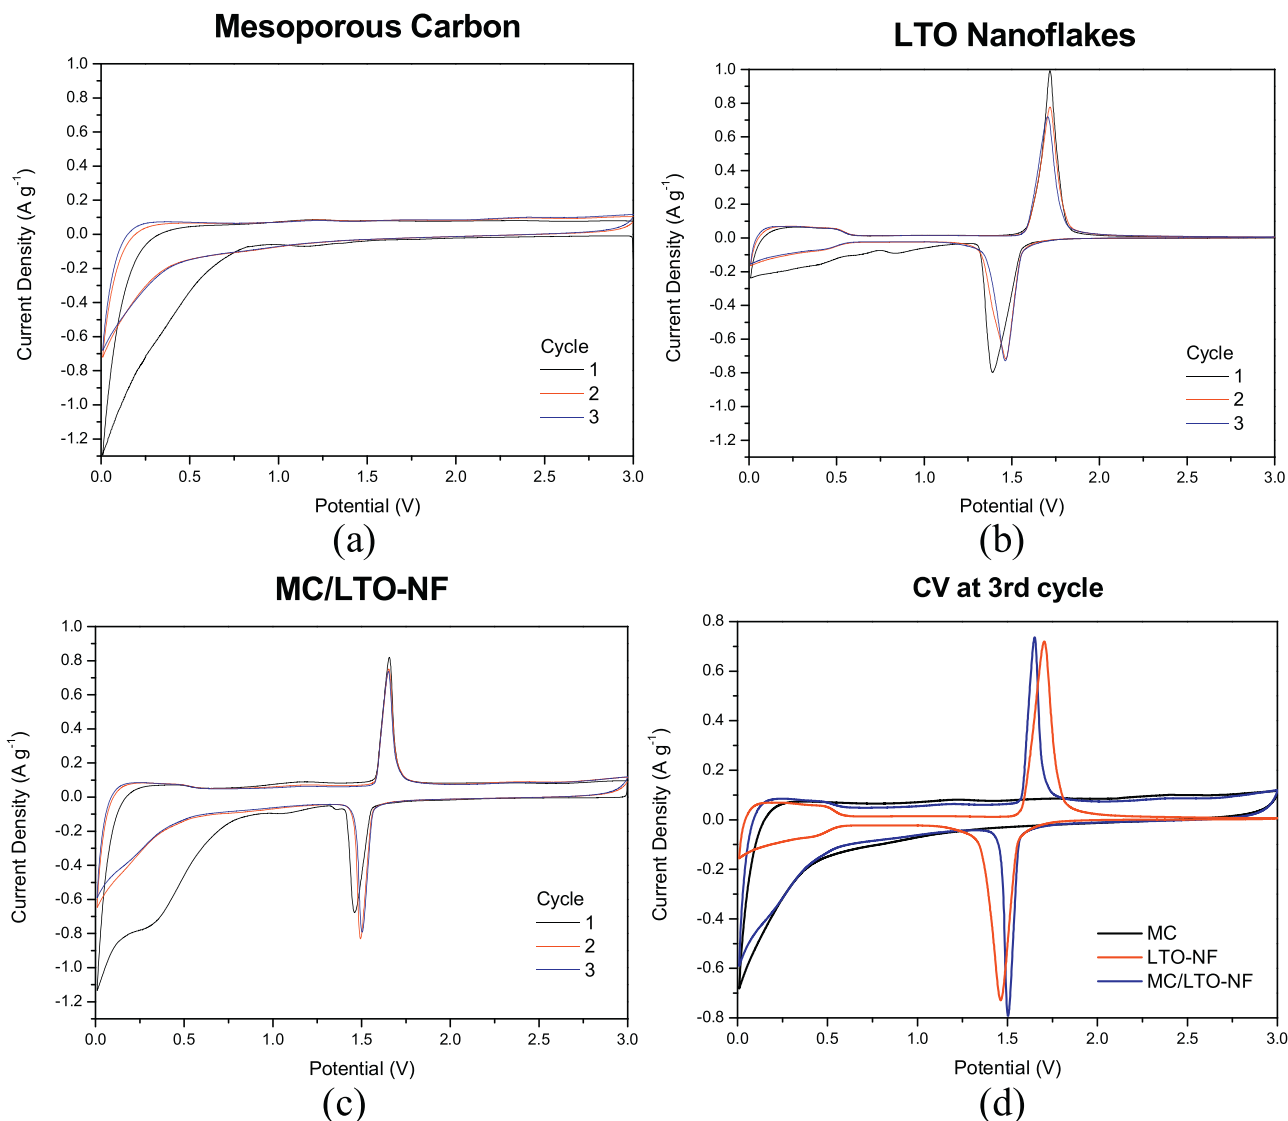 Mesoporous Carbon
1.0
0.8
0.6
0.4
0.2
0.0
-0.2
-0.4
-0.6
-0.8
-1.0
-1.2
Current Density (A g⁻¹)
0.0 0.5 1.0 1.5 2.0 2.5 3.0
Potential (V)
Cycle
1
2
3
(a)
LTO Nanoflakes
1.0
0.8
0.6
0.4
0.2
0.0
-0.2
-0.4
-0.6
-0.8
-1.0
-1.2
Current Density (A g⁻¹)
0.0 0.5 1.0 1.5 2.0 2.5 3.0
Potential (V)
Cycle
1
2
3
(b)
MC/LTO-NF
1.0
0.8
0.6
0.4
0.2
0.0
-0.2
-0.4
-0.6
-0.8
-1.0
-1.2
Current Density (A g⁻¹)
0.0 0.5 1.0 1.5 2.0 2.5 3.0
Potential (V)
Cycle
1
2
3
(c)
CV at 3rd cycle
0.8
0.6
0.4
0.2
0.0
-0.2
-0.4
-0.6
-0.8
Current Density (A g⁻¹)
0.0 0.5 1.0 1.5 2.0 2.5 3.0
Potential (V)
MC
LTO-NF
MC/LTO-NF
(d)